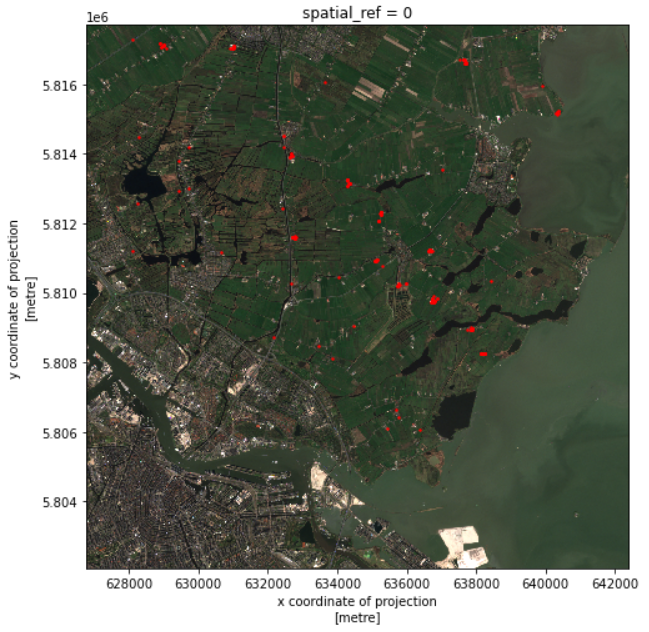 spatial_ref = 0
1e6
5.816
5.814
5.812
5.810
5.808
5.806
5.804
y coordinate of projection
[metre]
628000 630000 632000 634000 636000 638000 640000 642000
x coordinate of projection
[metre]